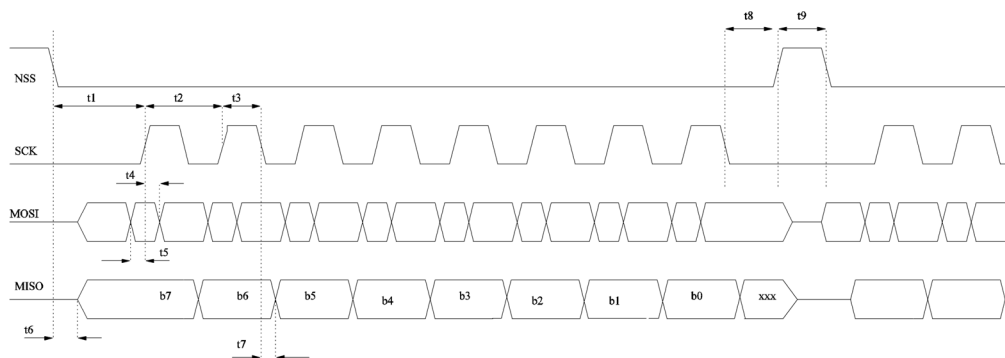 t8 t9
NSS
t1 t2 t3
SCK
t4
MOSI
t5
MISO b7 b6 b5 b4 b3 b2 b1 b0 xxx
t6
t7